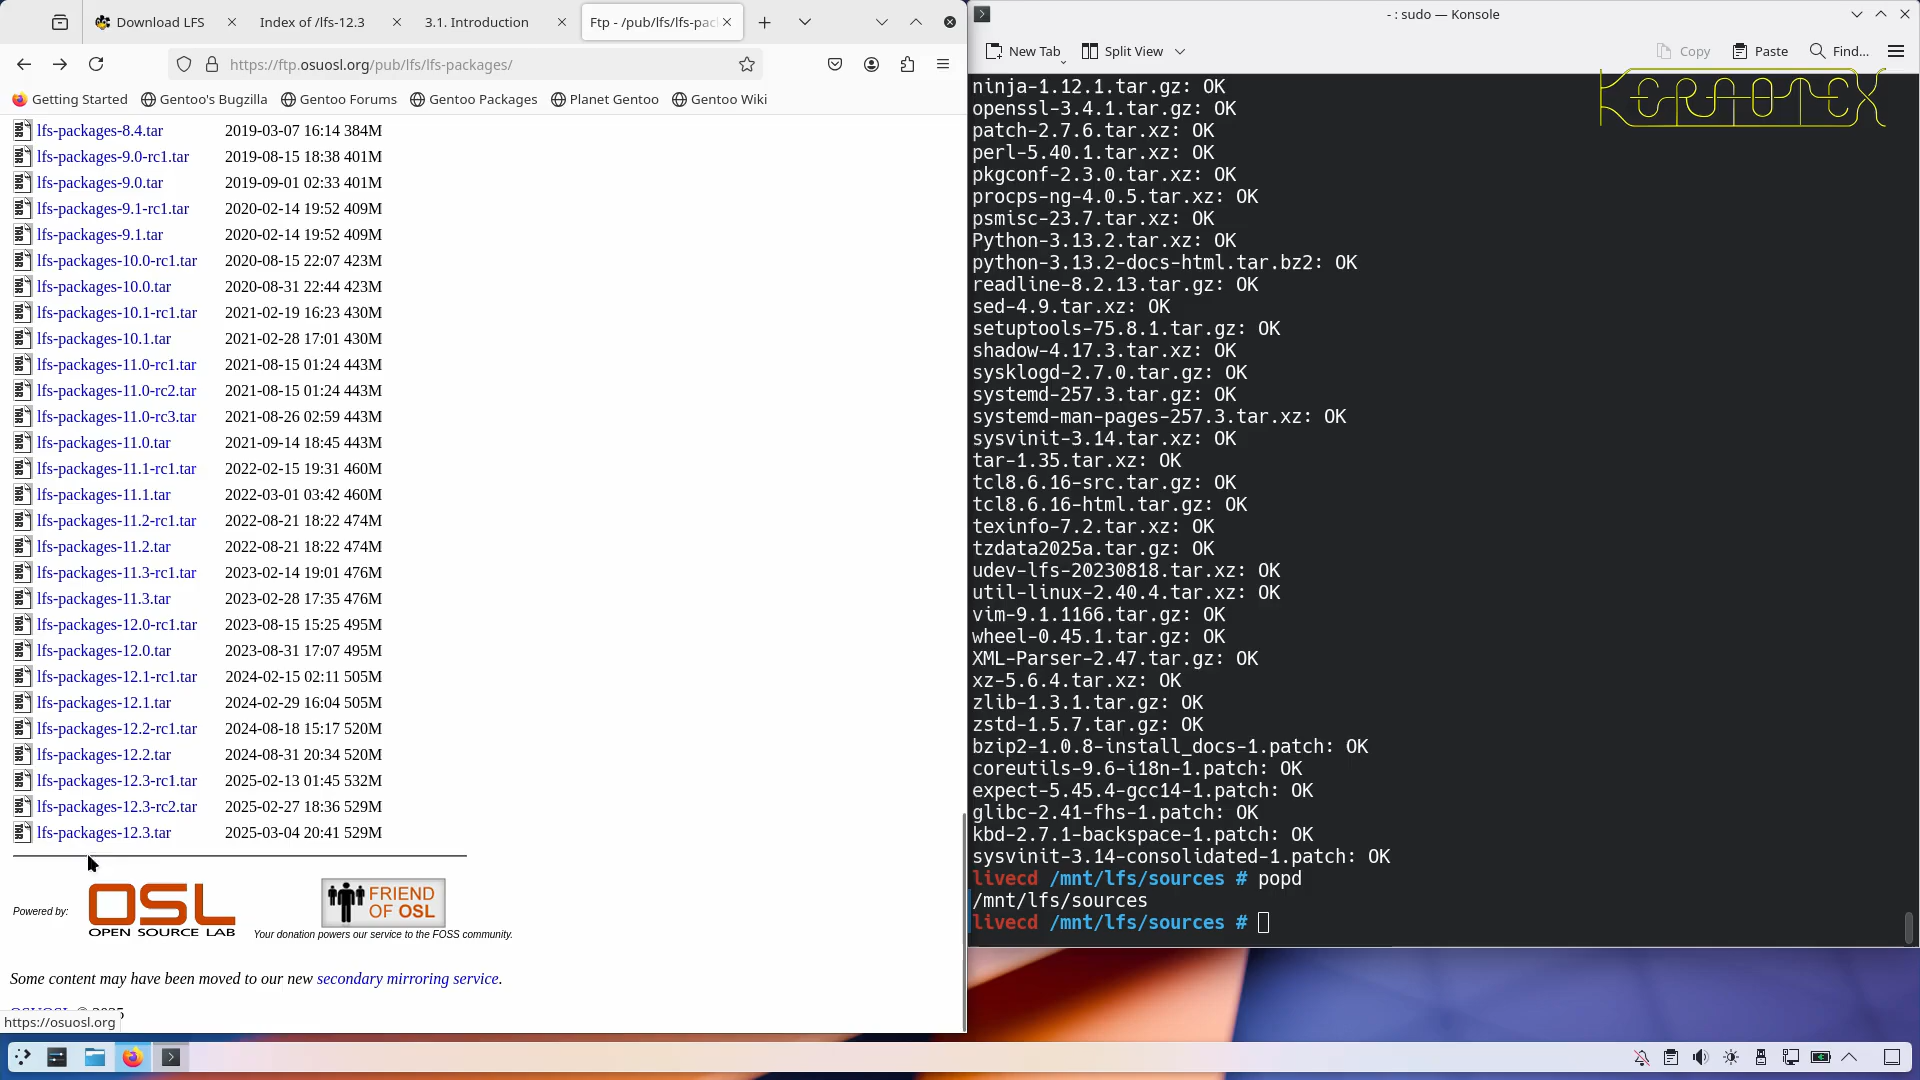 Download LFS
Index of /lfs-12.3
3.1. Introduction
Ftp - /pub/lfs/lfs-pac
https://ftp.osuosl.org/pub/lfs/lfs-packages/
Getting Started
Gentoo's Bugzilla
Gentoo Forums
Gentoo Packages
Planet Gentoo
Gentoo Wiki
lfs-packages-8.4.tar 2019-03-07 16:14 384M
lfs-packages-9.0-rc1.tar 2019-08-15 18:38 401M
lfs-packages-9.0.tar 2019-09-01 02:33 401M
lfs-packages-9.1-rc1.tar 2020-02-14 19:52 409M
lfs-packages-9.1.tar 2020-02-14 19:52 409M
lfs-packages-10.0-rc1.tar 2020-08-15 22:07 423M
lfs-packages-10.0.tar 2020-08-31 22:44 423M
lfs-packages-10.1-rc1.tar 2021-02-19 16:23 430M
lfs-packages-10.1.tar 2021-02-28 17:01 430M
lfs-packages-11.0-rc1.tar 2021-08-15 01:24 443M
lfs-packages-11.0-rc2.tar 2021-08-15 01:24 443M
lfs-packages-11.0-rc3.tar 2021-08-26 02:59 443M
lfs-packages-11.0.tar 2021-09-14 18:45 443M
lfs-packages-11.1-rc1.tar 2022-02-15 19:31 460M
lfs-packages-11.1.tar 2022-03-01 03:42 460M
lfs-packages-11.2-rc1.tar 2022-08-21 18:22 474M
lfs-packages-11.2.tar 2022-08-21 18:22 474M
lfs-packages-11.3-rc1.tar 2023-02-14 19:01 476M
lfs-packages-11.3.tar 2023-02-28 17:35 476M
lfs-packages-12.0-rc1.tar 2023-08-15 15:25 495M
lfs-packages-12.0.tar 2023-08-31 17:07 495M
lfs-packages-12.1-rc1.tar 2024-02-15 02:11 505M
lfs-packages-12.1.tar 2024-02-29 16:04 505M
lfs-packages-12.2-rc1.tar 2024-08-18 15:17 520M
lfs-packages-12.2.tar 2024-08-31 20:34 520M
lfs-packages-12.3-rc1.tar 2025-02-13 01:45 532M
lfs-packages-12.3-rc2.tar 2025-02-27 18:36 529M
lfs-packages-12.3.tar 2025-03-04 20:41 529M
Powered by:
OSL
OPEN SOURCE LAB
FRIEND
OF OSL
Your donation powers our service to the FOSS community.
Some content may have been moved to our new secondary mirroring service.
https://osuosl.org
- : sudo — Konsole
New Tab
Split View
Copy
Paste
Find...
KERNOTEX
ninja-1.12.1.tar.gz: OK
openssl-3.4.1.tar.gz: OK
patch-2.7.6.tar.xz: OK
perl-5.40.1.tar.xz: OK
pkgconf-2.3.0.tar.xz: OK
procps-ng-4.0.5.tar.xz: OK
psmisc-23.7.tar.xz: OK
Python-3.13.2.tar.xz: OK
python-3.13.2-docs-html.tar.bz2: OK
readline-8.2.13.tar.gz: OK
sed-4.9.tar.xz: OK
setuptools-75.8.1.tar.gz: OK
shadow-4.17.3.tar.xz: OK
sysklogd-2.7.0.tar.gz: OK
systemd-257.3.tar.gz: OK
systemd-man-pages-257.3.tar.xz: OK
sysvinit-3.14.tar.xz: OK
tar-1.35.tar.xz: OK
tcl8.6.16-src.tar.gz: OK
tcl8.6.16-html.tar.gz: OK
texinfo-7.2.tar.xz: OK
tzdata2025a.tar.gz: OK
udev-lfs-20230818.tar.xz: OK
util-linux-2.40.4.tar.xz: OK
vim-9.1.1166.tar.gz: OK
wheel-0.45.1.tar.gz: OK
XML-Parser-2.47.tar.gz: OK
xz-5.6.4.tar.xz: OK
zlib-1.3.1.tar.gz: OK
zstd-1.5.7.tar.gz: OK
bzip2-1.0.8-install_docs-1.patch: OK
coreutils-9.6-i18n-1.patch: OK
expect-5.45.4-gcc14-1.patch: OK
glibc-2.41-fhs-1.patch: OK
kbd-2.7.1-backspace-1.patch: OK
sysvinit-3.14-consolidated-1.patch: OK
livecd /mnt/lfs/sources # popd
/mnt/lfs/sources
livecd /mnt/lfs/sources #